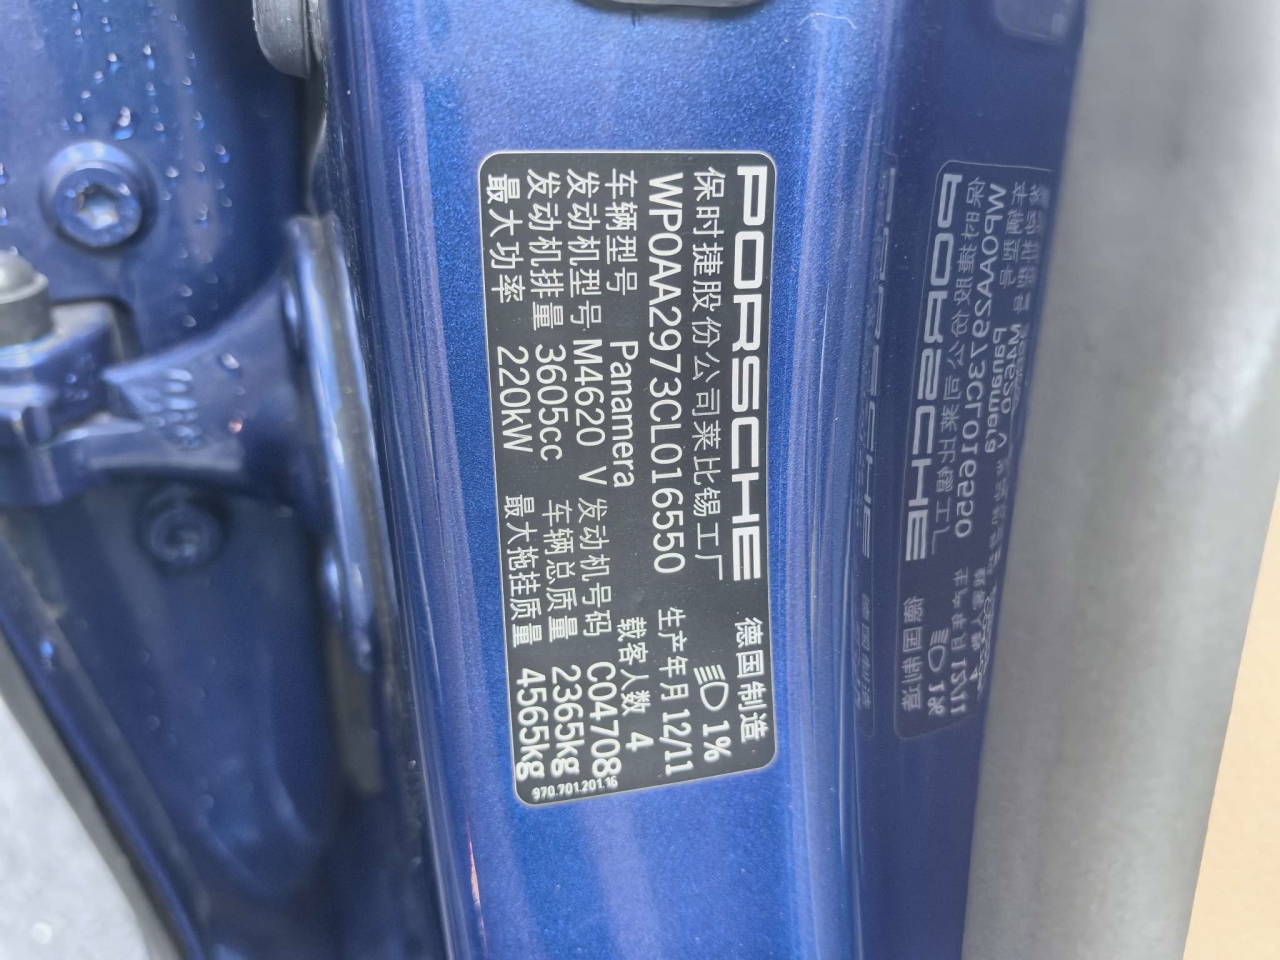 PORSCHE 德国制造
保时捷股份公司莱比锡工厂 1%
WP0AA2973CL016550 生产年月 12/11
车辆型号 Panamera 载客人数 4
发动机型号 M4620 V 发动机号码 C04708
发动机排量 3605cc 车辆总质量 2365kg
最大功率 220kW 最大拖挂质量 4565kg
970.701.201.16